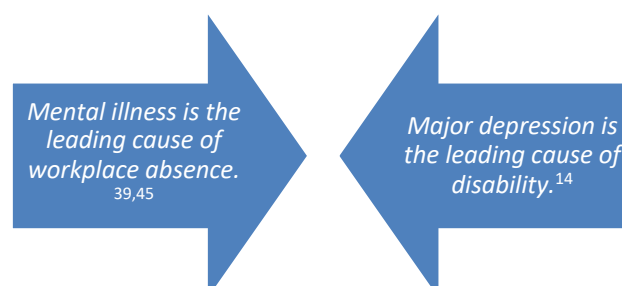 Mental illness is the
leading cause of
workplace absence.
39,45
Major depression is
the leading cause of
disability.14